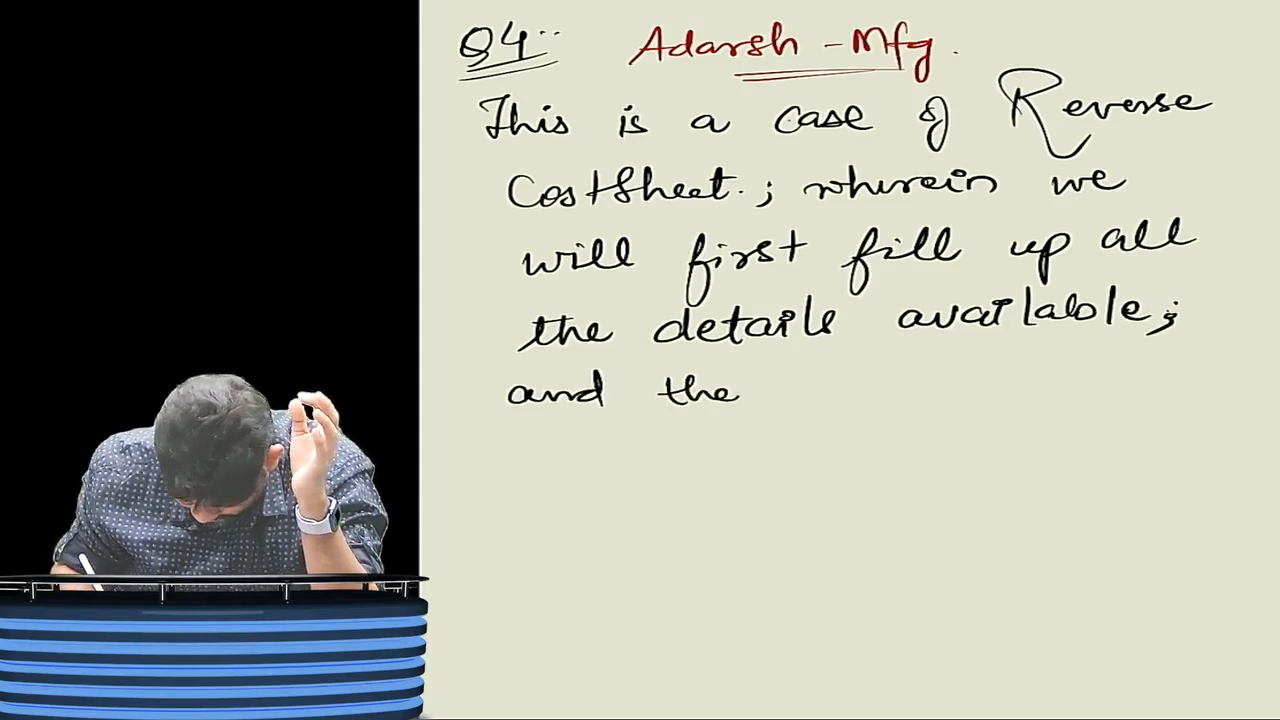 Q4:- Adarsh - Mfg.
This is a case of Reverse
CostSheet. ; wherein we
will first fill up all
the details available;
and the